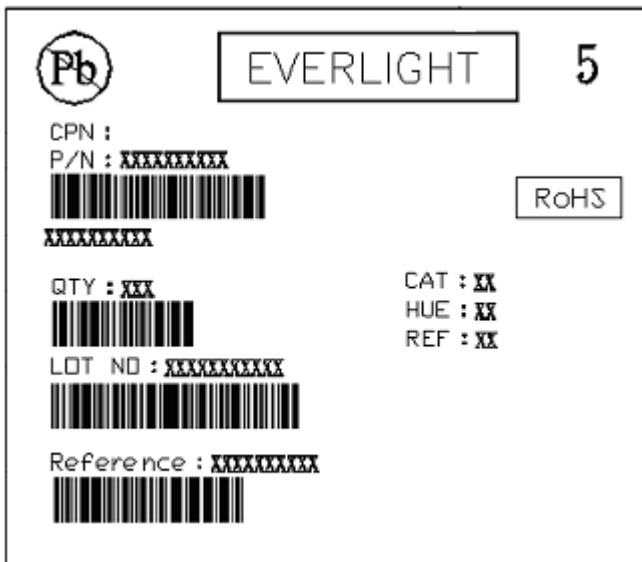 Pb
EVERLIGHT
5
CPN :
P/N : XXXXXXXXXX
RoHS
XXXXXXXXXX
QTY : XXX
CAT : XX
HUE : XX
REF : XX
LOT NO : XXXXXXXXXXX
Reference : XXXXXXXXXX